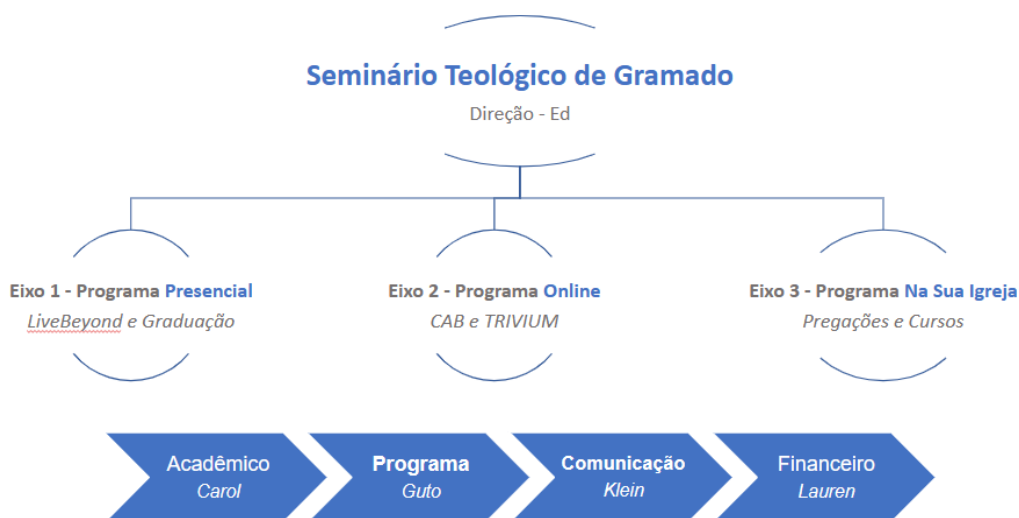 Seminário Teológico de Gramado
Direção - Ed
Eixo 1 - Programa Presencial
LiveBeyond e Graduação
Eixo 2 - Programa Online
CAB e TRIVIUM
Eixo 3 - Programa Na Sua Igreja
Pregações e Cursos
Acadêmico
Carol
Programa
Guto
Comunicação
Klein
Financeiro
Lauren